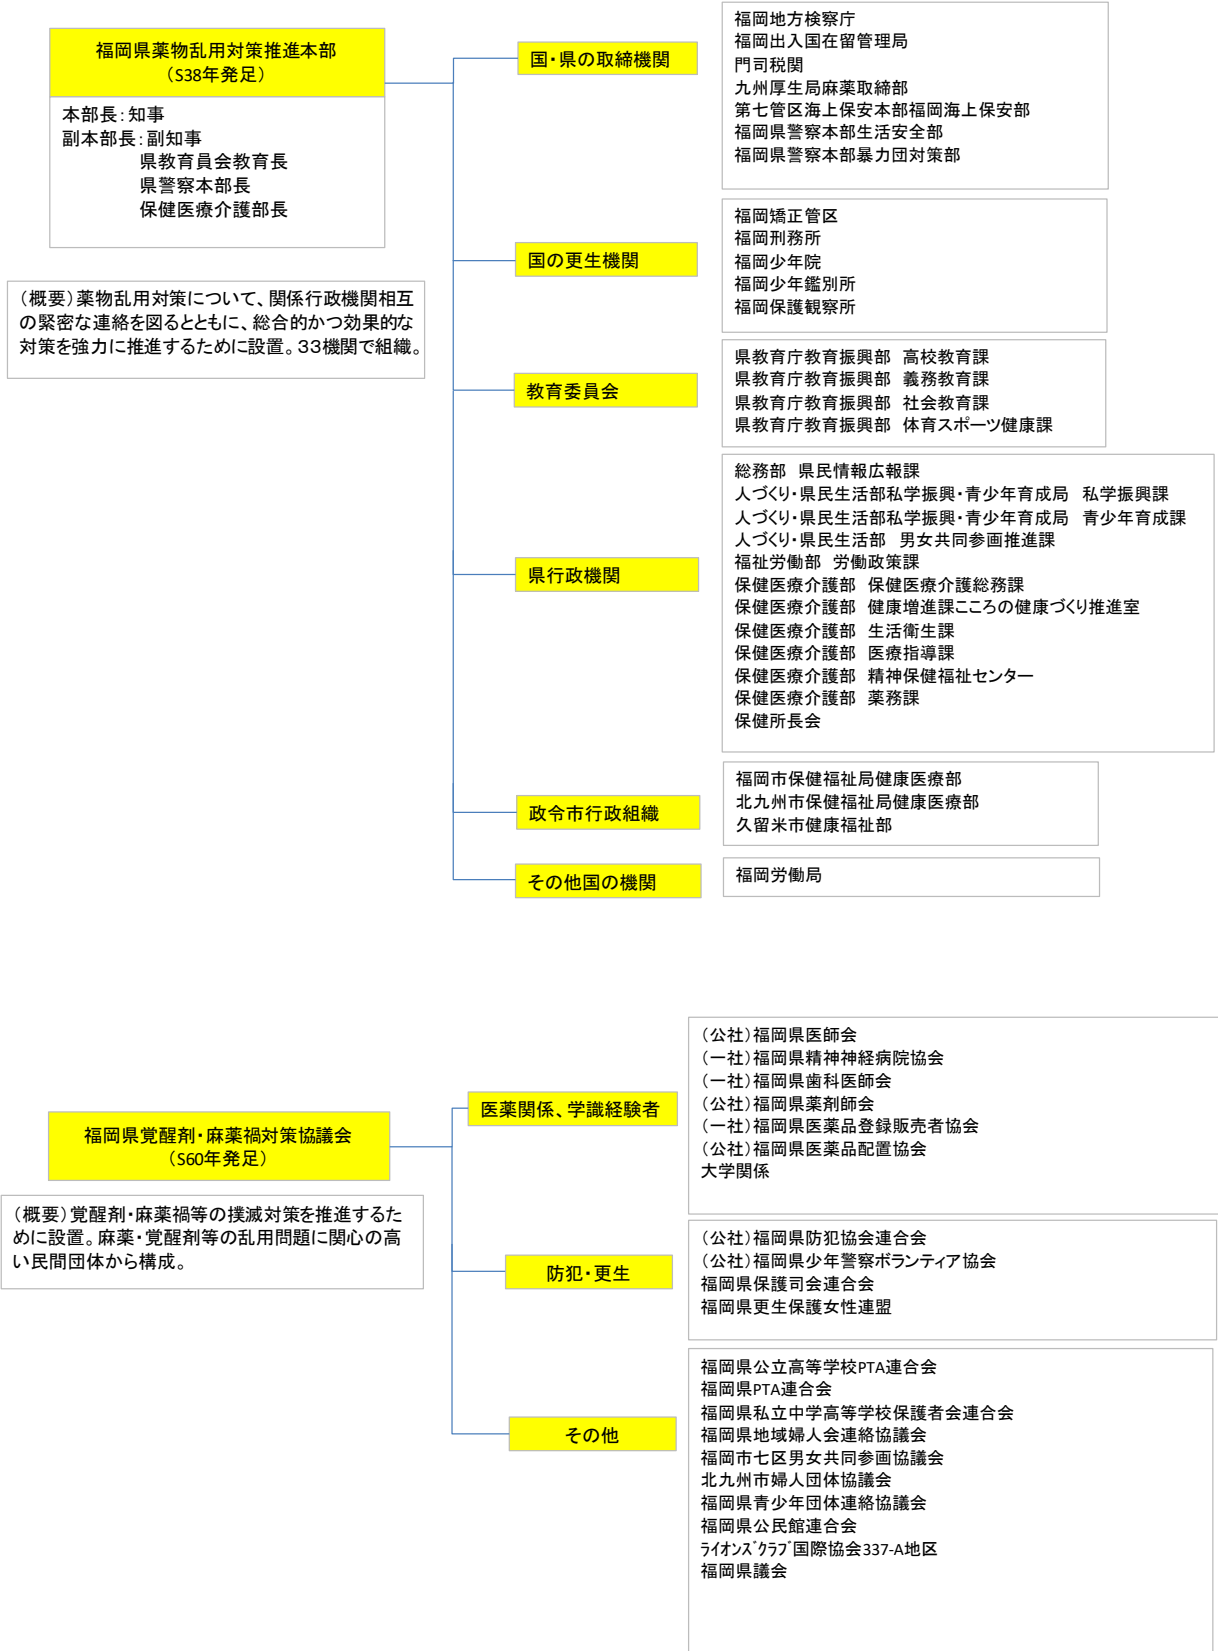 福岡県薬物乱用対策推進本部
（S38年発足）
本部長：知事
副本部長：副知事
県教育員会教育長
県警察本部長
保健医療介護部長
（概要）薬物乱用対策について、関係行政機関相互
の緊密な連絡を図るとともに、総合的かつ効果的な
対策を強力に推進するために設置。33機関で組織。
国・県の取締機関
福岡地方検察庁
福岡出入国在留管理局
門司税関
九州厚生局麻薬取締部
第七管区海上保安本部福岡海上保安部
福岡県警察本部生活安全部
福岡県警察本部暴力団対策部
国の更生機関
福岡矯正管区
福岡刑務所
福岡少年院
福岡少年鑑別所
福岡保護観察所
教育委員会
県教育庁教育振興部　高校教育課
県教育庁教育振興部　義務教育課
県教育庁教育振興部　社会教育課
県教育庁教育振興部　体育スポーツ健康課
県行政機関
総務部　県民情報広報課
人づくり・県民生活部私学振興・青少年育成局　私学振興課
人づくり・県民生活部私学振興・青少年育成局　青少年育成課
人づくり・県民生活部　男女共同参画推進課
福祉労働部　労働政策課
保健医療介護部　保健医療介護総務課
保健医療介護部　健康増進課こころの健康づくり推進室
保健医療介護部　生活衛生課
保健医療介護部　医療指導課
保健医療介護部　精神保健福祉センター
保健医療介護部　薬務課
保健所長会
政令市行政組織
福岡市保健福祉局健康医療部
北九州市保健福祉局健康医療部
久留米市健康福祉部
その他国の機関
福岡労働局
福岡県覚醒剤・麻薬禍対策協議会
（S60年発足）
（概要）覚醒剤・麻薬禍等の撲滅対策を推進するた
めに設置。麻薬・覚醒剤等の乱用問題に関心の高
い民間団体から構成。
医薬関係、学識経験者
（公社）福岡県医師会
（一社）福岡県精神神経病院協会
（一社）福岡県歯科医師会
（公社）福岡県薬剤師会
（一社）福岡県医薬品登録販売者協会
（公社）福岡県医薬品配置協会
大学関係
防犯・更生
（公社）福岡県防犯協会連合会
（公社）福岡県少年警察ボランティア協会
福岡県保護司会連合会
福岡県更生保護女性連盟
その他
福岡県公立高等学校PTA連合会
福岡県PTA連合会
福岡県私立中学高等学校保護者会連合会
福岡県地域婦人会連絡協議会
福岡市七区男女共同参画協議会
北九州市婦人団体協議会
福岡県青少年団体連絡協議会
福岡県公民館連合会
ﾗｲｵﾝｽﾞｸﾗﾌﾞ国際協会337-A地区
福岡県議会